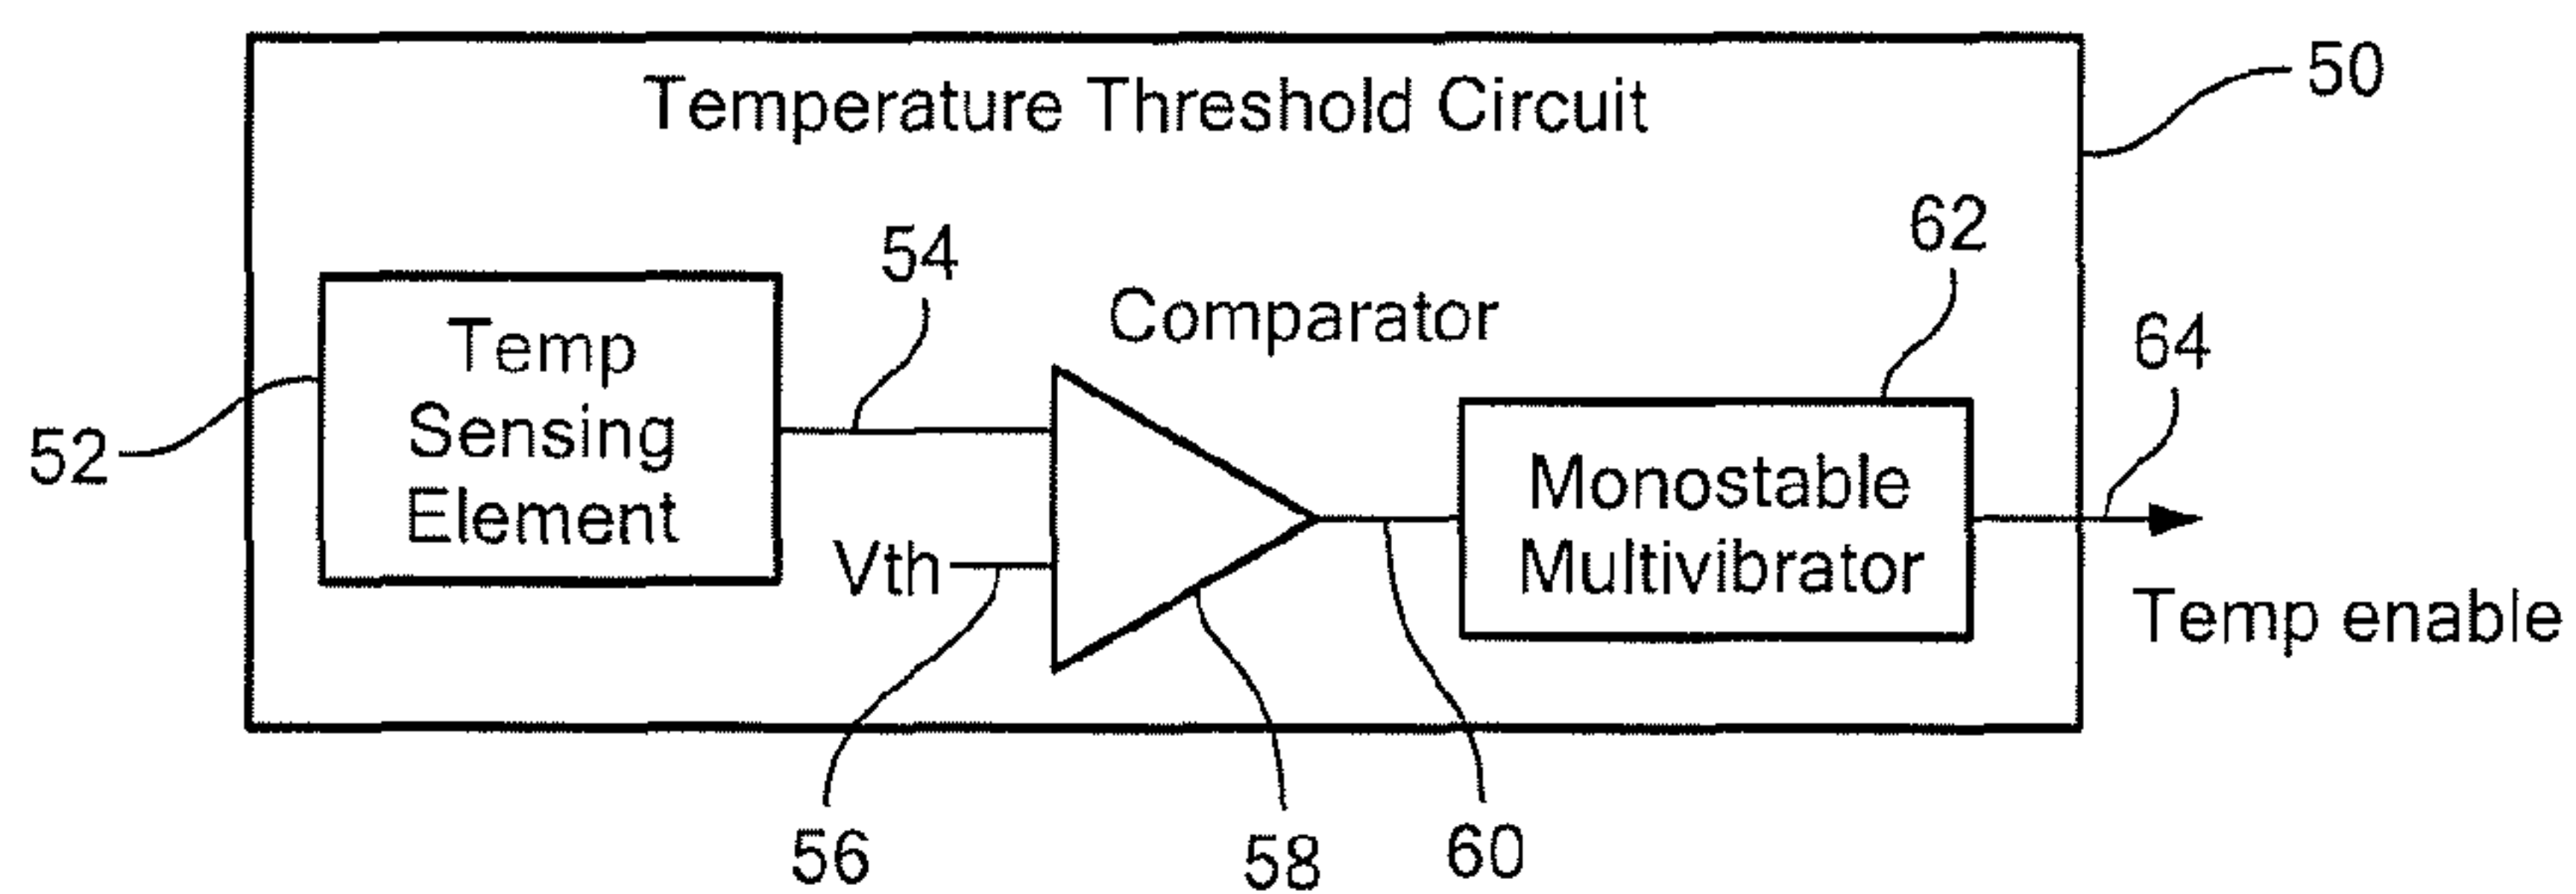 Temperature Threshold Circuit
50
62
54
Comparator
64
Temp
Sensing
Element
52
Monostable
Multivibrator
Vth
Temp enable
56
58
60